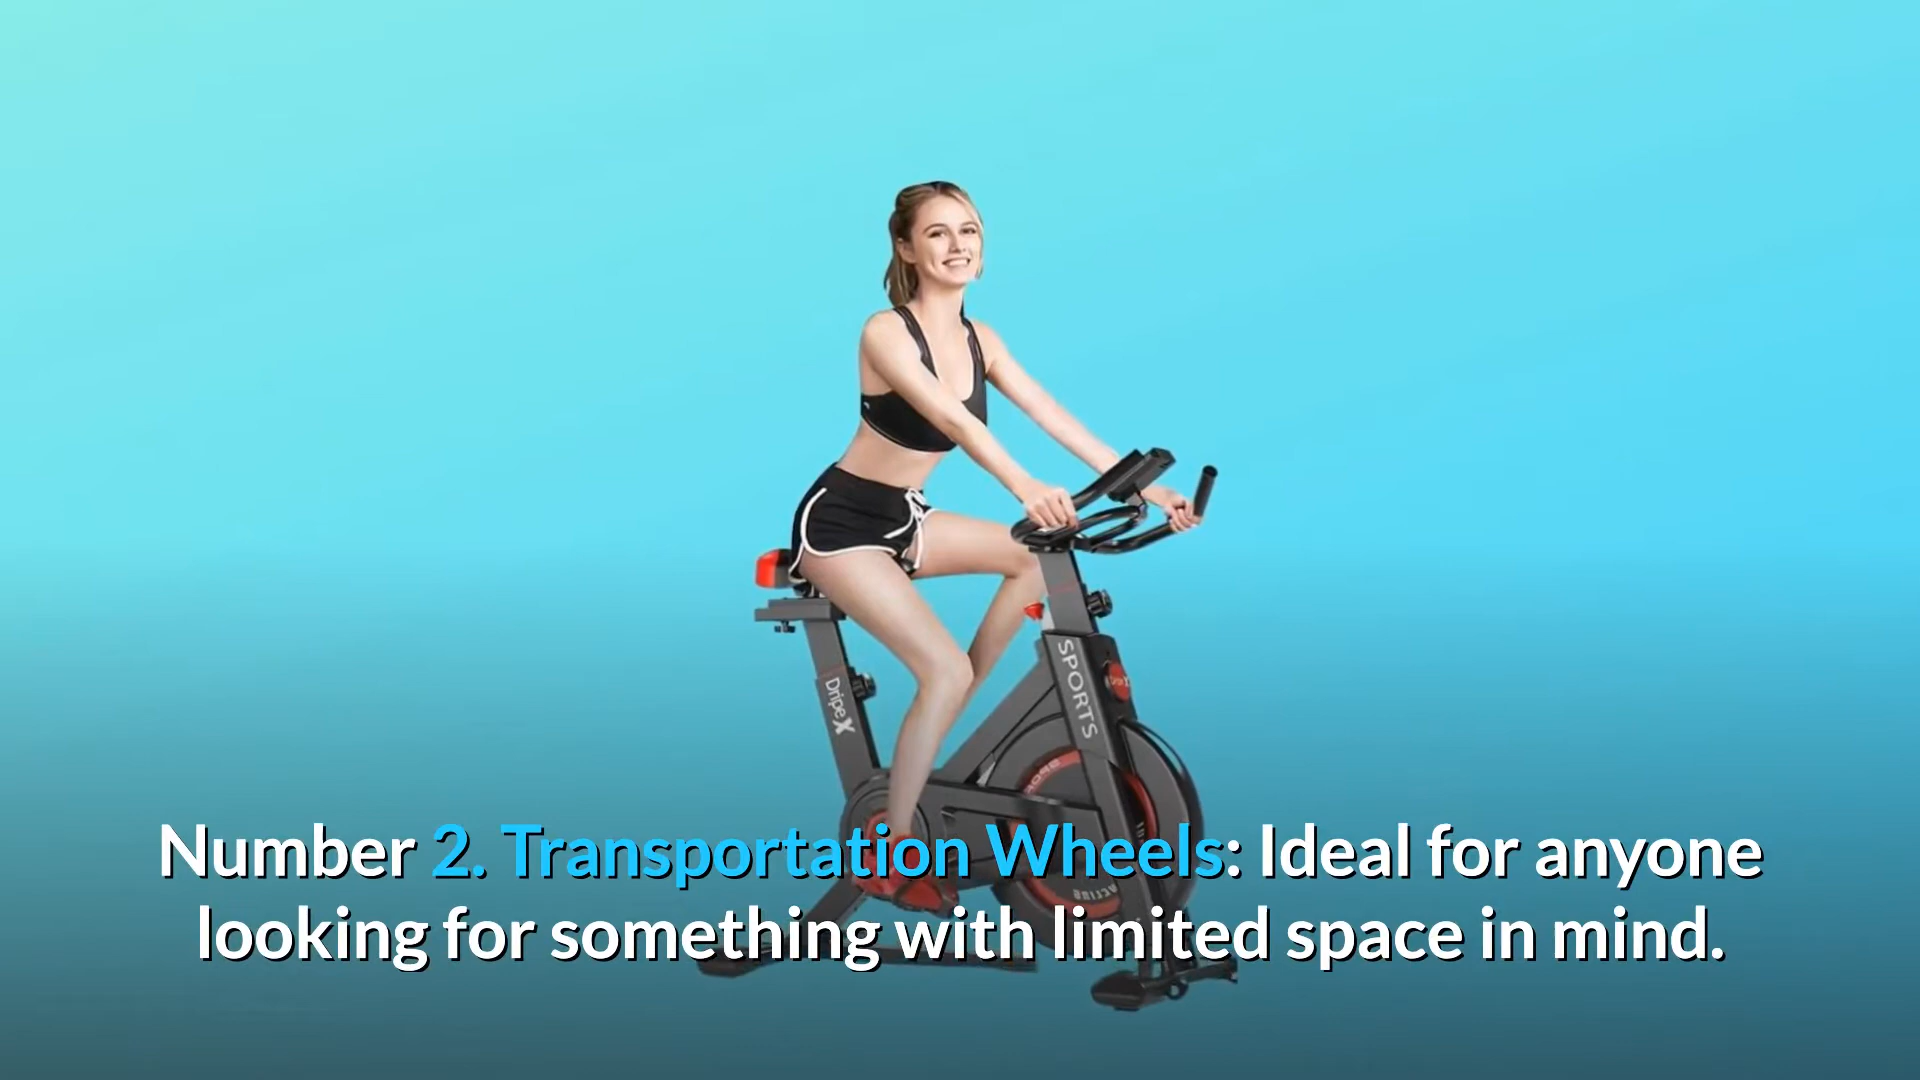 DripeX
SPORTS
Number 2. Transportation Wheels: Ideal for anyone
looking for something with limited space in mind.